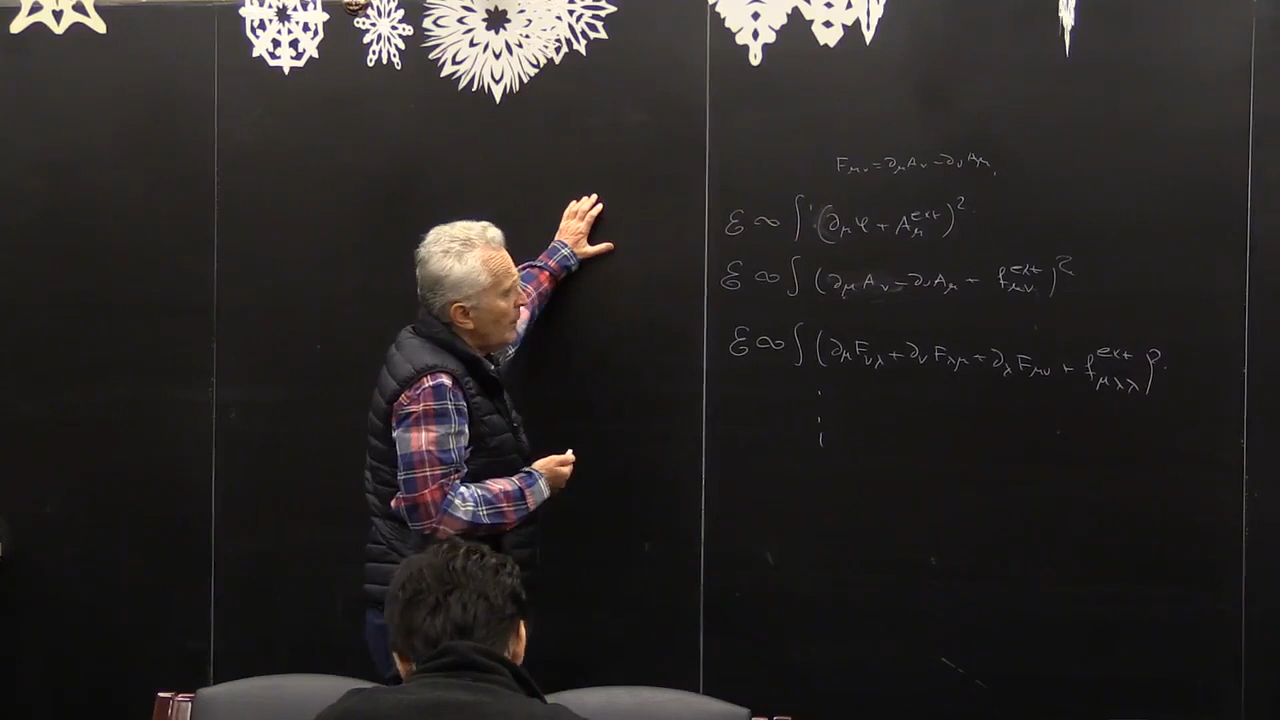 F_{μν} = ∂_μ A_ν - ∂_ν A_μ
ε ∝ ∫ (∂_μ φ + A_μ^{ext})^2
ε ∝ ∫ (∂_μ A_ν - ∂_ν A_μ + f_{μν}^{ext})^2
ε ∝ ∫ (∂_μ F_{νλ} + ∂_ν F_{λμ} + ∂_λ F_{μν} + f_{μλλ}^{ext})^2